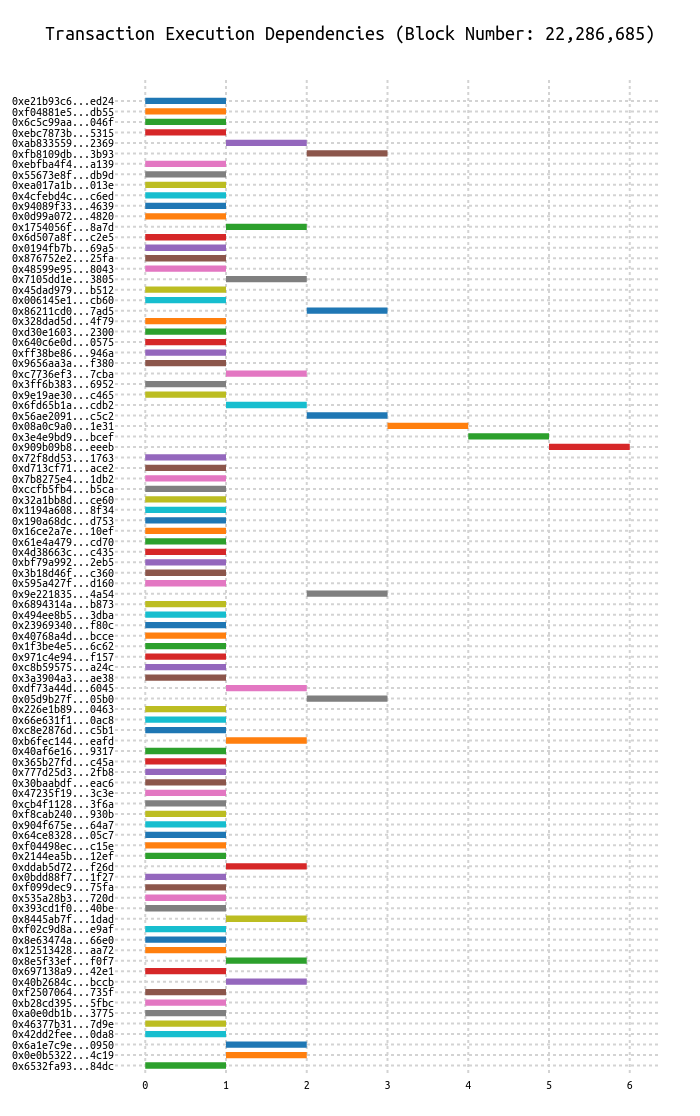 Transaction Execution Dependencies (Block Number: 22,286,685)
0xe21b93c6...ed24
0xf04881e5...db55
0x6c5c99aa...046f
0xebc7873b...5315
0xab833559...2369
0xfb8109db...3b93
0xebfba4f4...a139
0x55673e8f...db9d
0xea017a1b...013e
0x4cfebd4c...c6ed
0x94089f33...4639
0x0d99a072...4820
0x1754056f...8a7d
0x6d507a8f...c2e5
0x0194fb7b...69a5
0x876752e2...25fa
0x48599e95...8043
0x7105dd1e...3805
0x45dad979...b512
0x006145e1...cb60
0x86211cd0...7ad5
0x328dad5d...4f79
0xd30e1603...2300
0x640c6e0d...0575
0xff38be86...946a
0x9656aa3a...f380
0xc7736ef3...7cba
0x3ff6b383...6952
0x9e19ae30...c465
0x6fd65b1a...cdb2
0x56ae2091...c5c2
0x08a0c9a0...1e31
0x3e4e9bd9...bcef
0x909b09b8...eeeb
0x72f8dd53...1763
0xd713cf71...ace2
0x7b8275e4...1db2
0xccfb5fb4...b5ca
0x32a1bb8d...ce60
0x1194a608...8f34
0x190a68dc...d753
0x16ce2a7e...10ef
0x61e4a479...cd70
0x4d38663c...c435
0xbf79a992...2eb5
0x3b18d46f...c360
0x595a427f...d160
0x9e221835...4a54
0x6894314a...b873
0x494ee8b5...3dba
0x23969340...f80c
0x40768a4d...bcce
0x1f3be4e5...6c62
0x971c4e94...f157
0xc8b59575...a24c
0x3a3904a3...ae38
0xdf73a44d...6045
0x05d9b27f...05b0
0x226e1b89...0463
0x66e631f1...0ac8
0xc8e2876d...c5b1
0xb6fec144...eafd
0x40af6e16...9317
0x365b27fd...c45a
0x777d25d3...2fb8
0x30baabdf...eac6
0x47235f19...3c3e
0xcb4f1128...3f6a
0xf8cab240...930b
0x904f675e...64a7
0x64ce8328...05c7
0xf04498ec...c15e
0x2144ea5b...12ef
0xddab5d72...f26d
0x0bdd88f7...1f27
0xf099dec9...75fa
0x535a28b3...720d
0x393cd1f0...40be
0x8445ab7f...1dad
0xf02c9d8a...e9af
0x8e63474a...66e0
0x12513428...aa72
0x8e5f33ef...f0f7
0x697138a9...42e1
0x40b2684c...bccb
0xf2507064...735f
0xb28cd395...5fbc
0xa0e0db1b...3775
0x46377b31...7d9e
0x42dd2fee...0da8
0x6a1e7c9e...0950
0x0e0b5322...4c19
0x6532fa93...84dc
0 1 2 3 4 5 6